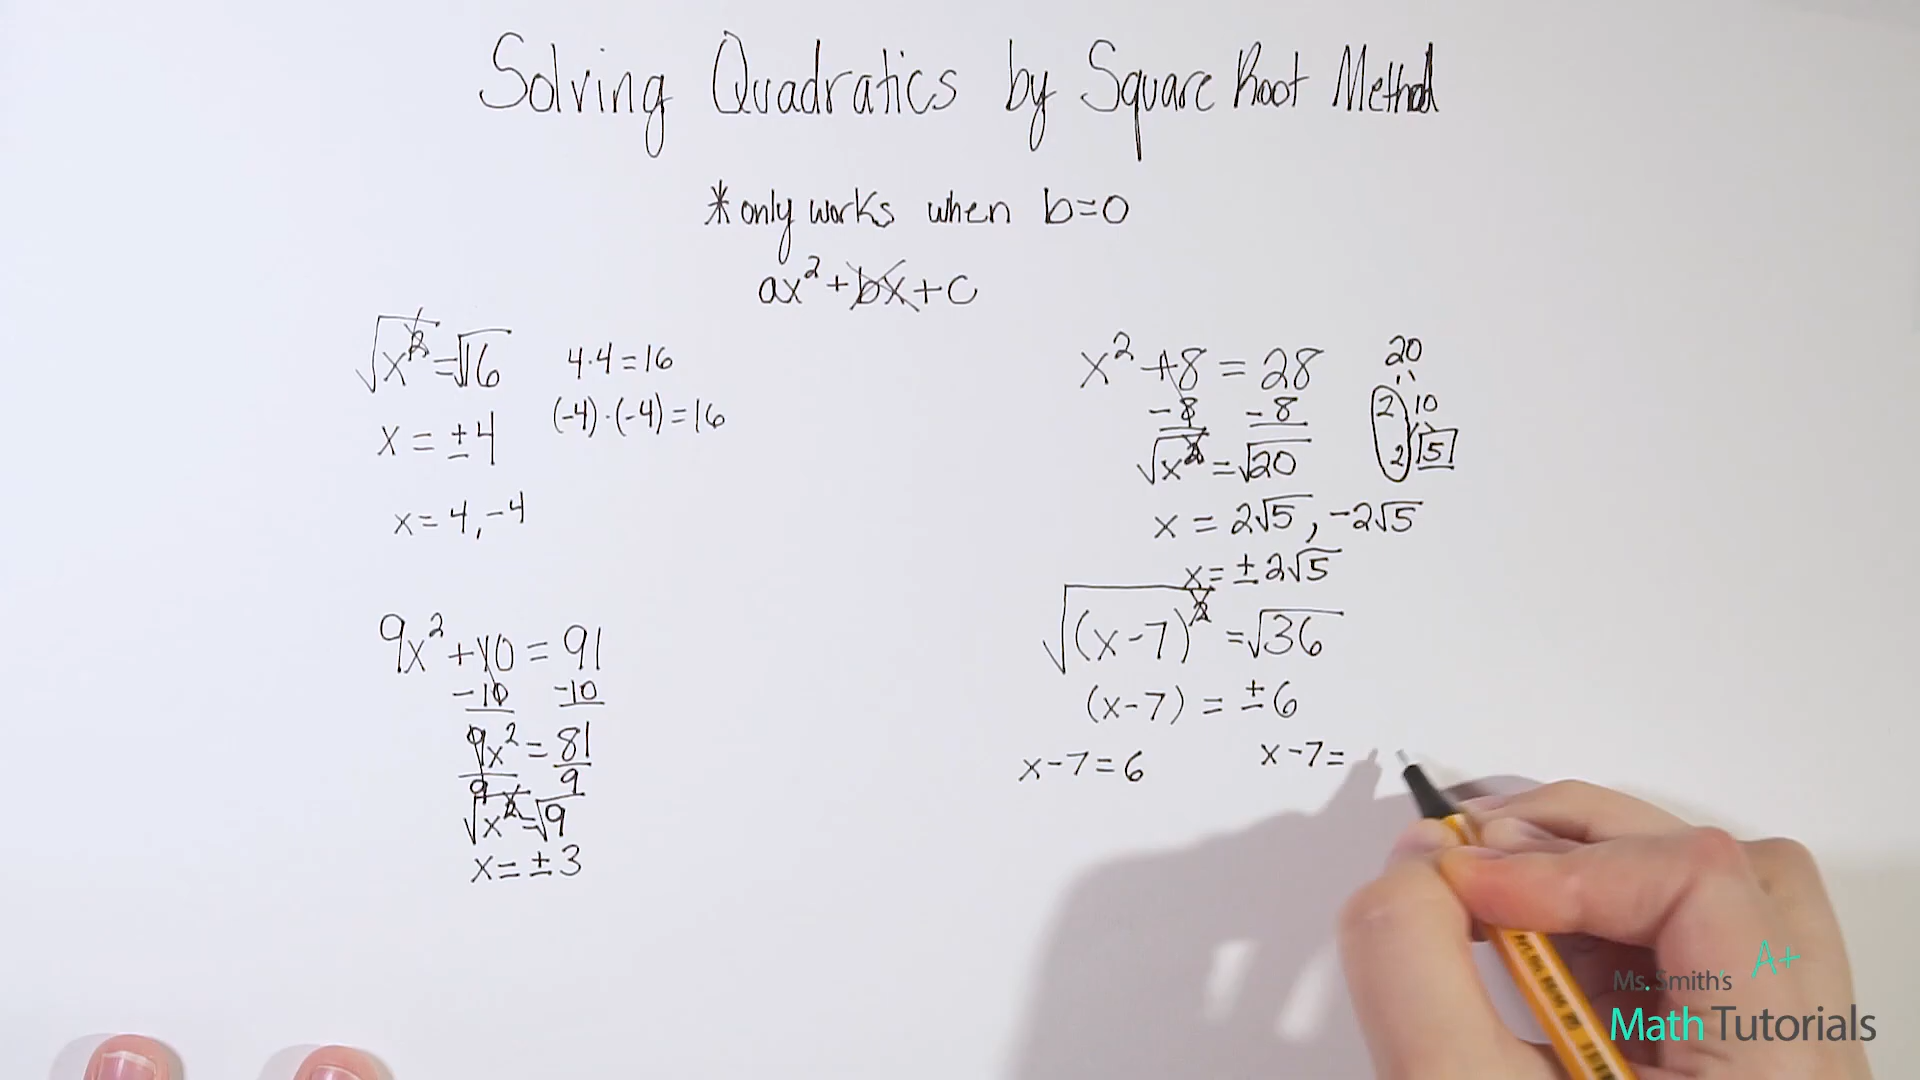 Solving Quadratics by Square Root Method
*only works when b=0
ax²+bx+c
√x²=√16
4·4=16
(-4)·(-4)=16
x=±4
x=4,-4
9x²+10=91
-10 -10
9x²=81
9 9
√x²=√9
x=±3
x²+8=28
-8 -8
√x²=√20
x=2√5,-2√5
x=±2√5
20
2 10
2 5
√(x-7)²=√36
(x-7)=±6
x-7=6
x-7=
Ms. Smith's A+
Math Tutorials